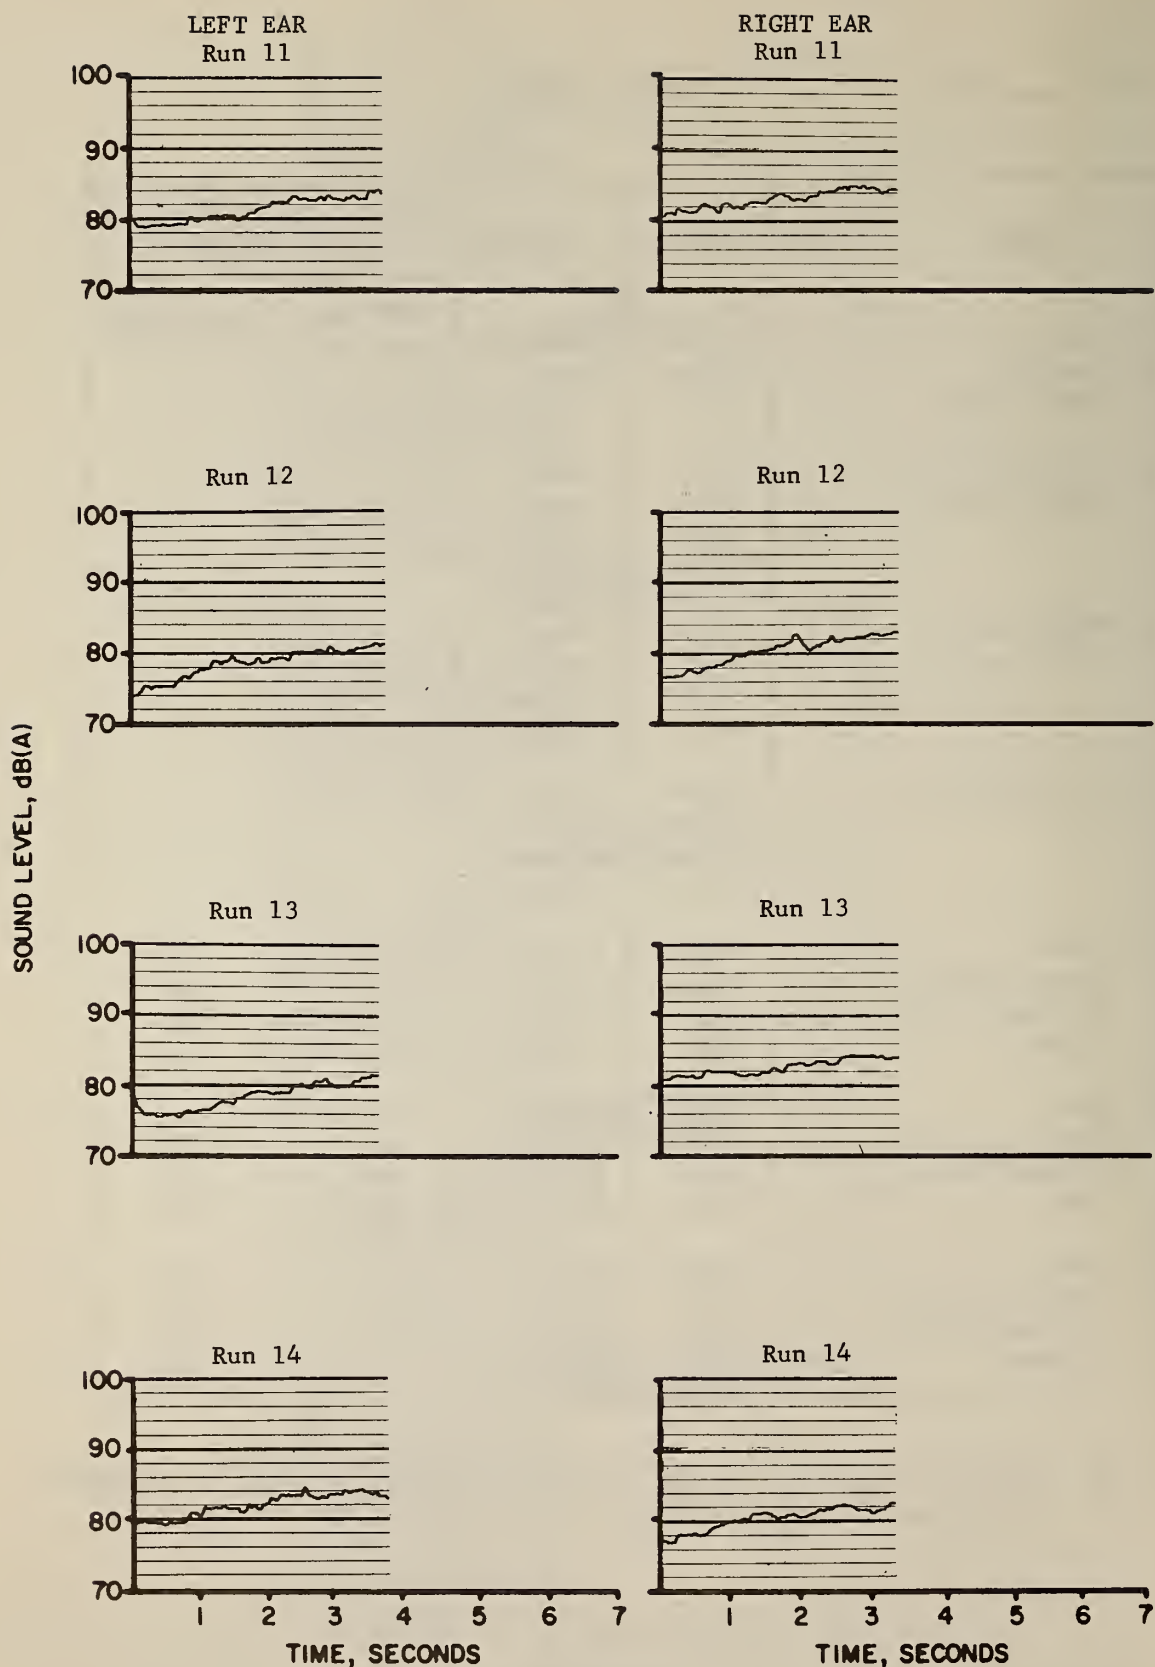 LEFT EAR
Run 11
RIGHT EAR
Run 11
100
90
80
70
Run 12
Run 12
100
90
80
70
SOUND LEVEL, dB(A)
Run 13
Run 13
100
90
80
70
Run 14
Run 14
100
90
80
70
1 2 3 4 5 6 7
1 2 3 4 5 6 7
TIME, SECONDS
TIME, SECONDS